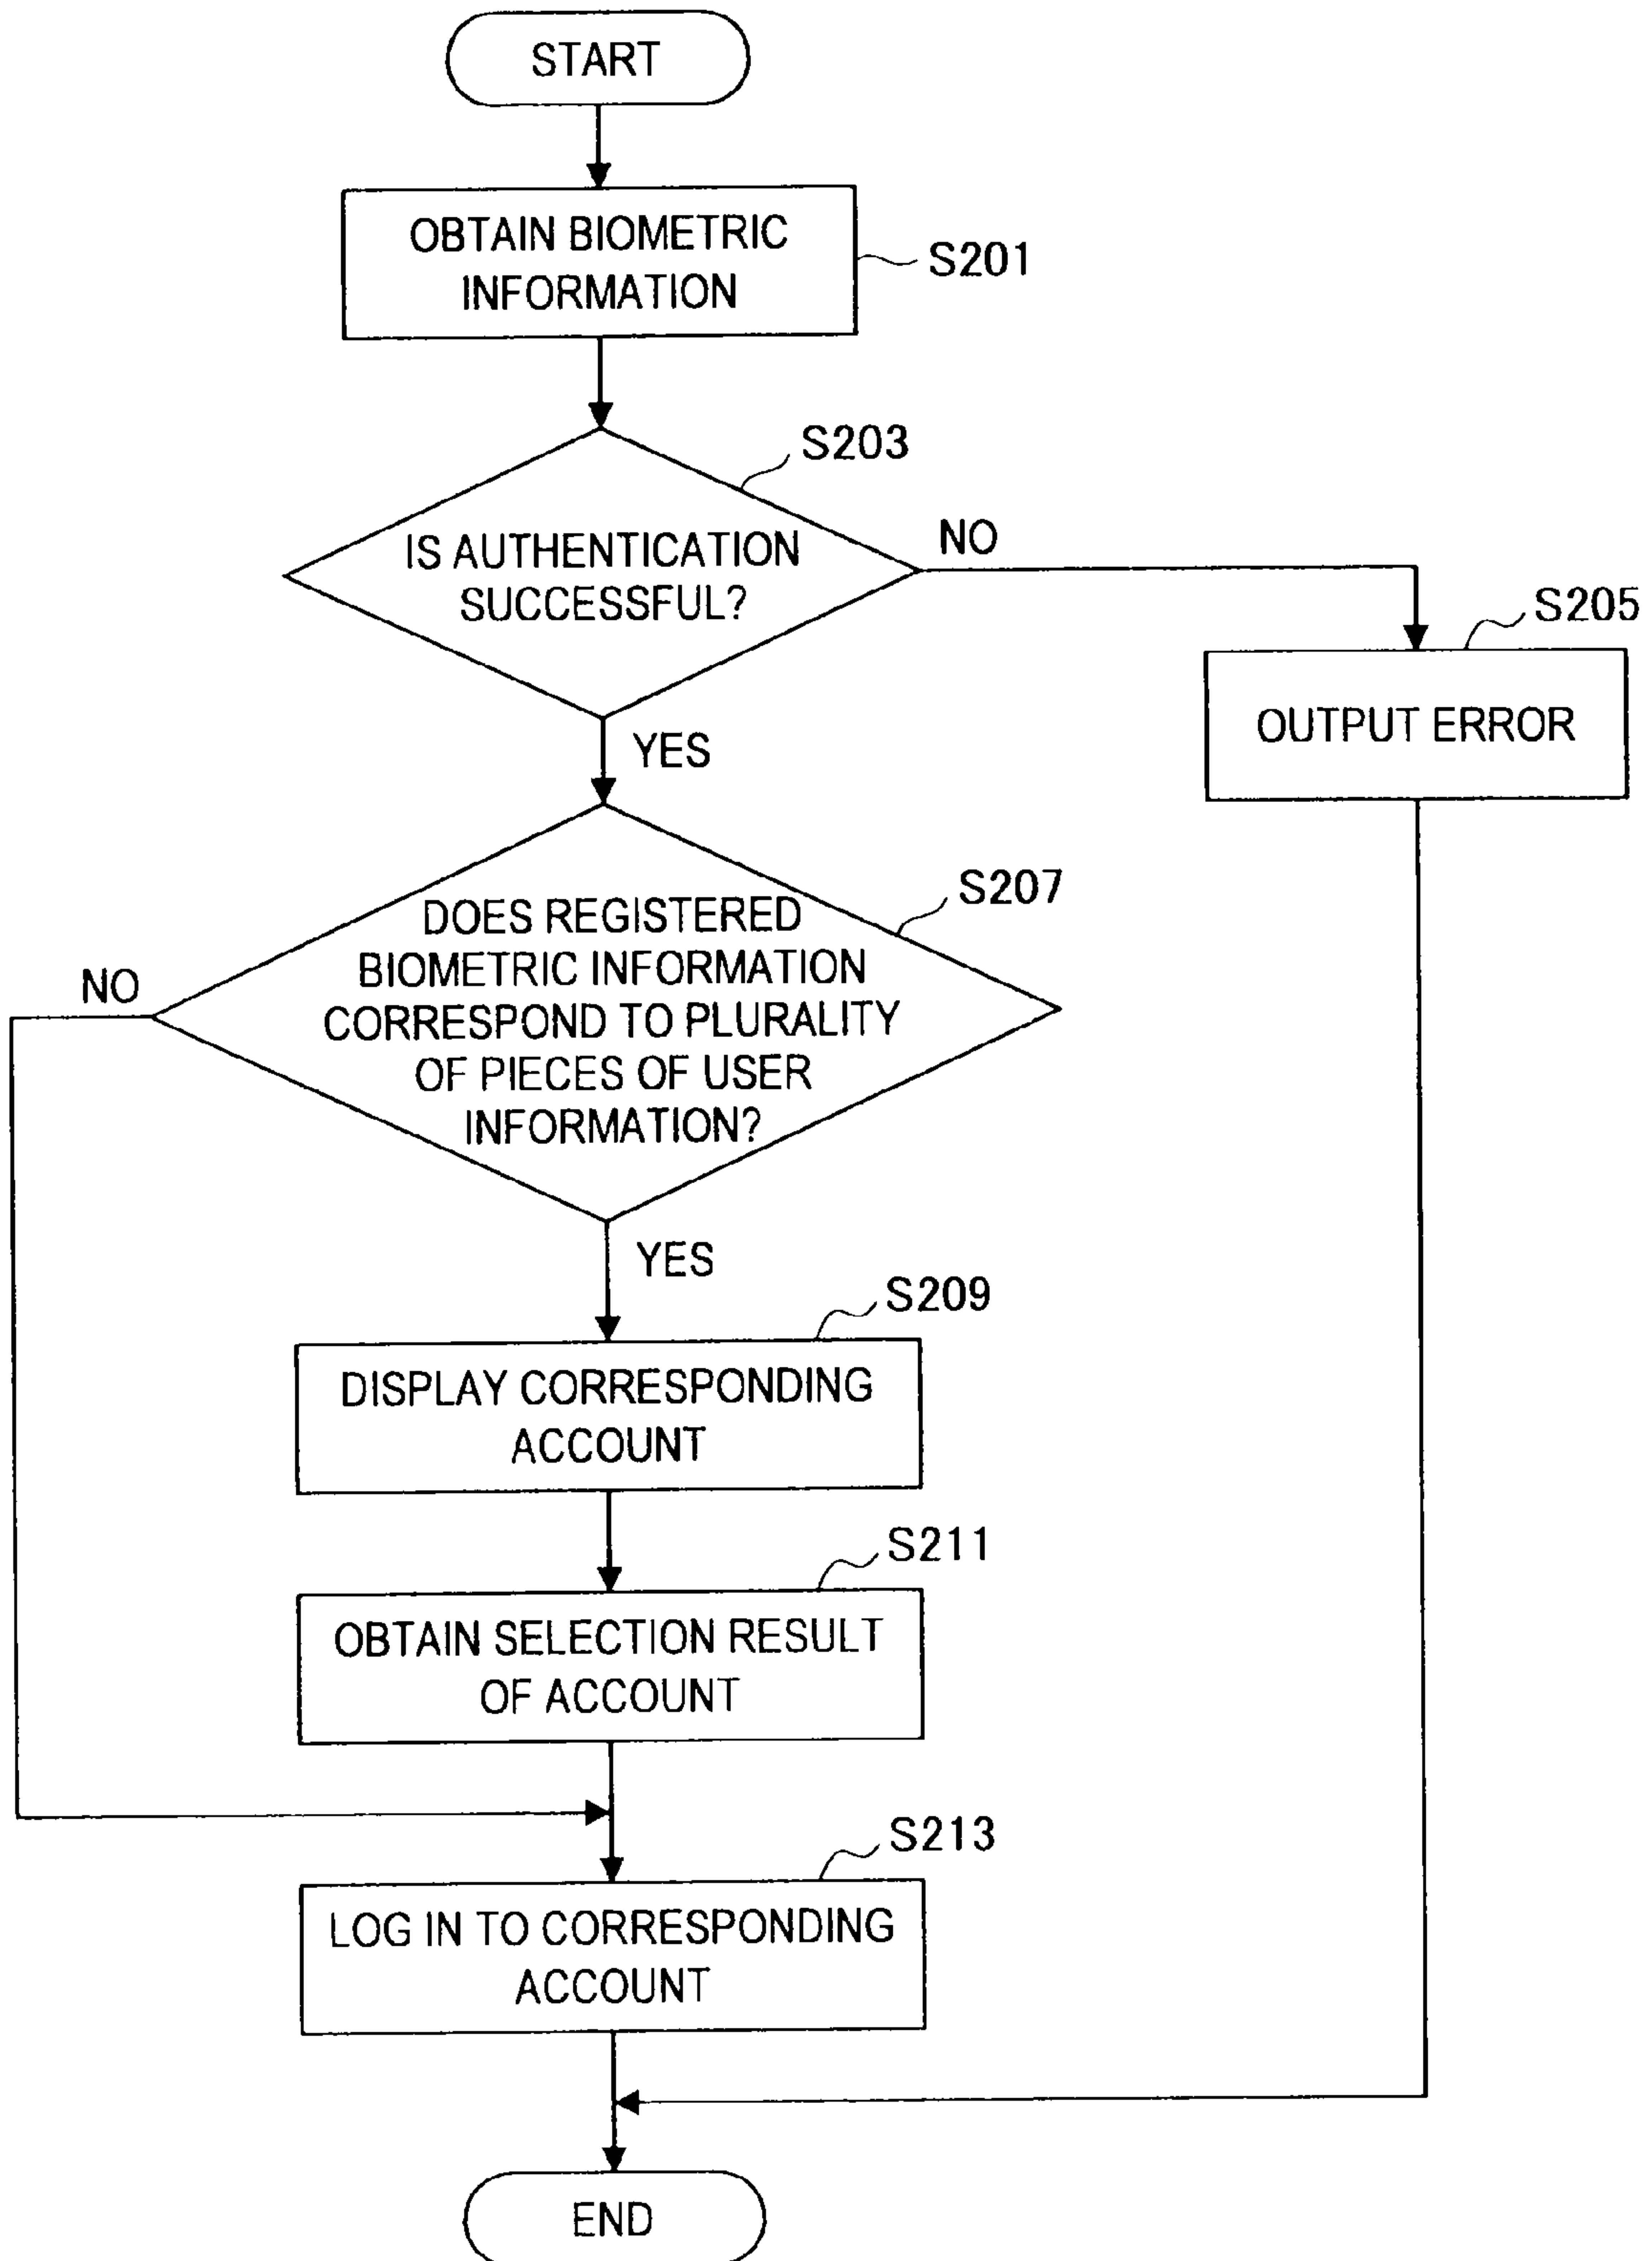 START
OBTAIN BIOMETRIC
INFORMATION
S201
S203
IS AUTHENTICATION
SUCCESSFUL?
NO
S205
OUTPUT ERROR
YES
S207
DOES REGISTERED
BIOMETRIC INFORMATION
CORRESPOND TO PLURALITY
OF PIECES OF USER
INFORMATION?
NO
YES
S209
DISPLAY CORRESPONDING
ACCOUNT
S211
OBTAIN SELECTION RESULT
OF ACCOUNT
S213
LOG IN TO CORRESPONDING
ACCOUNT
END